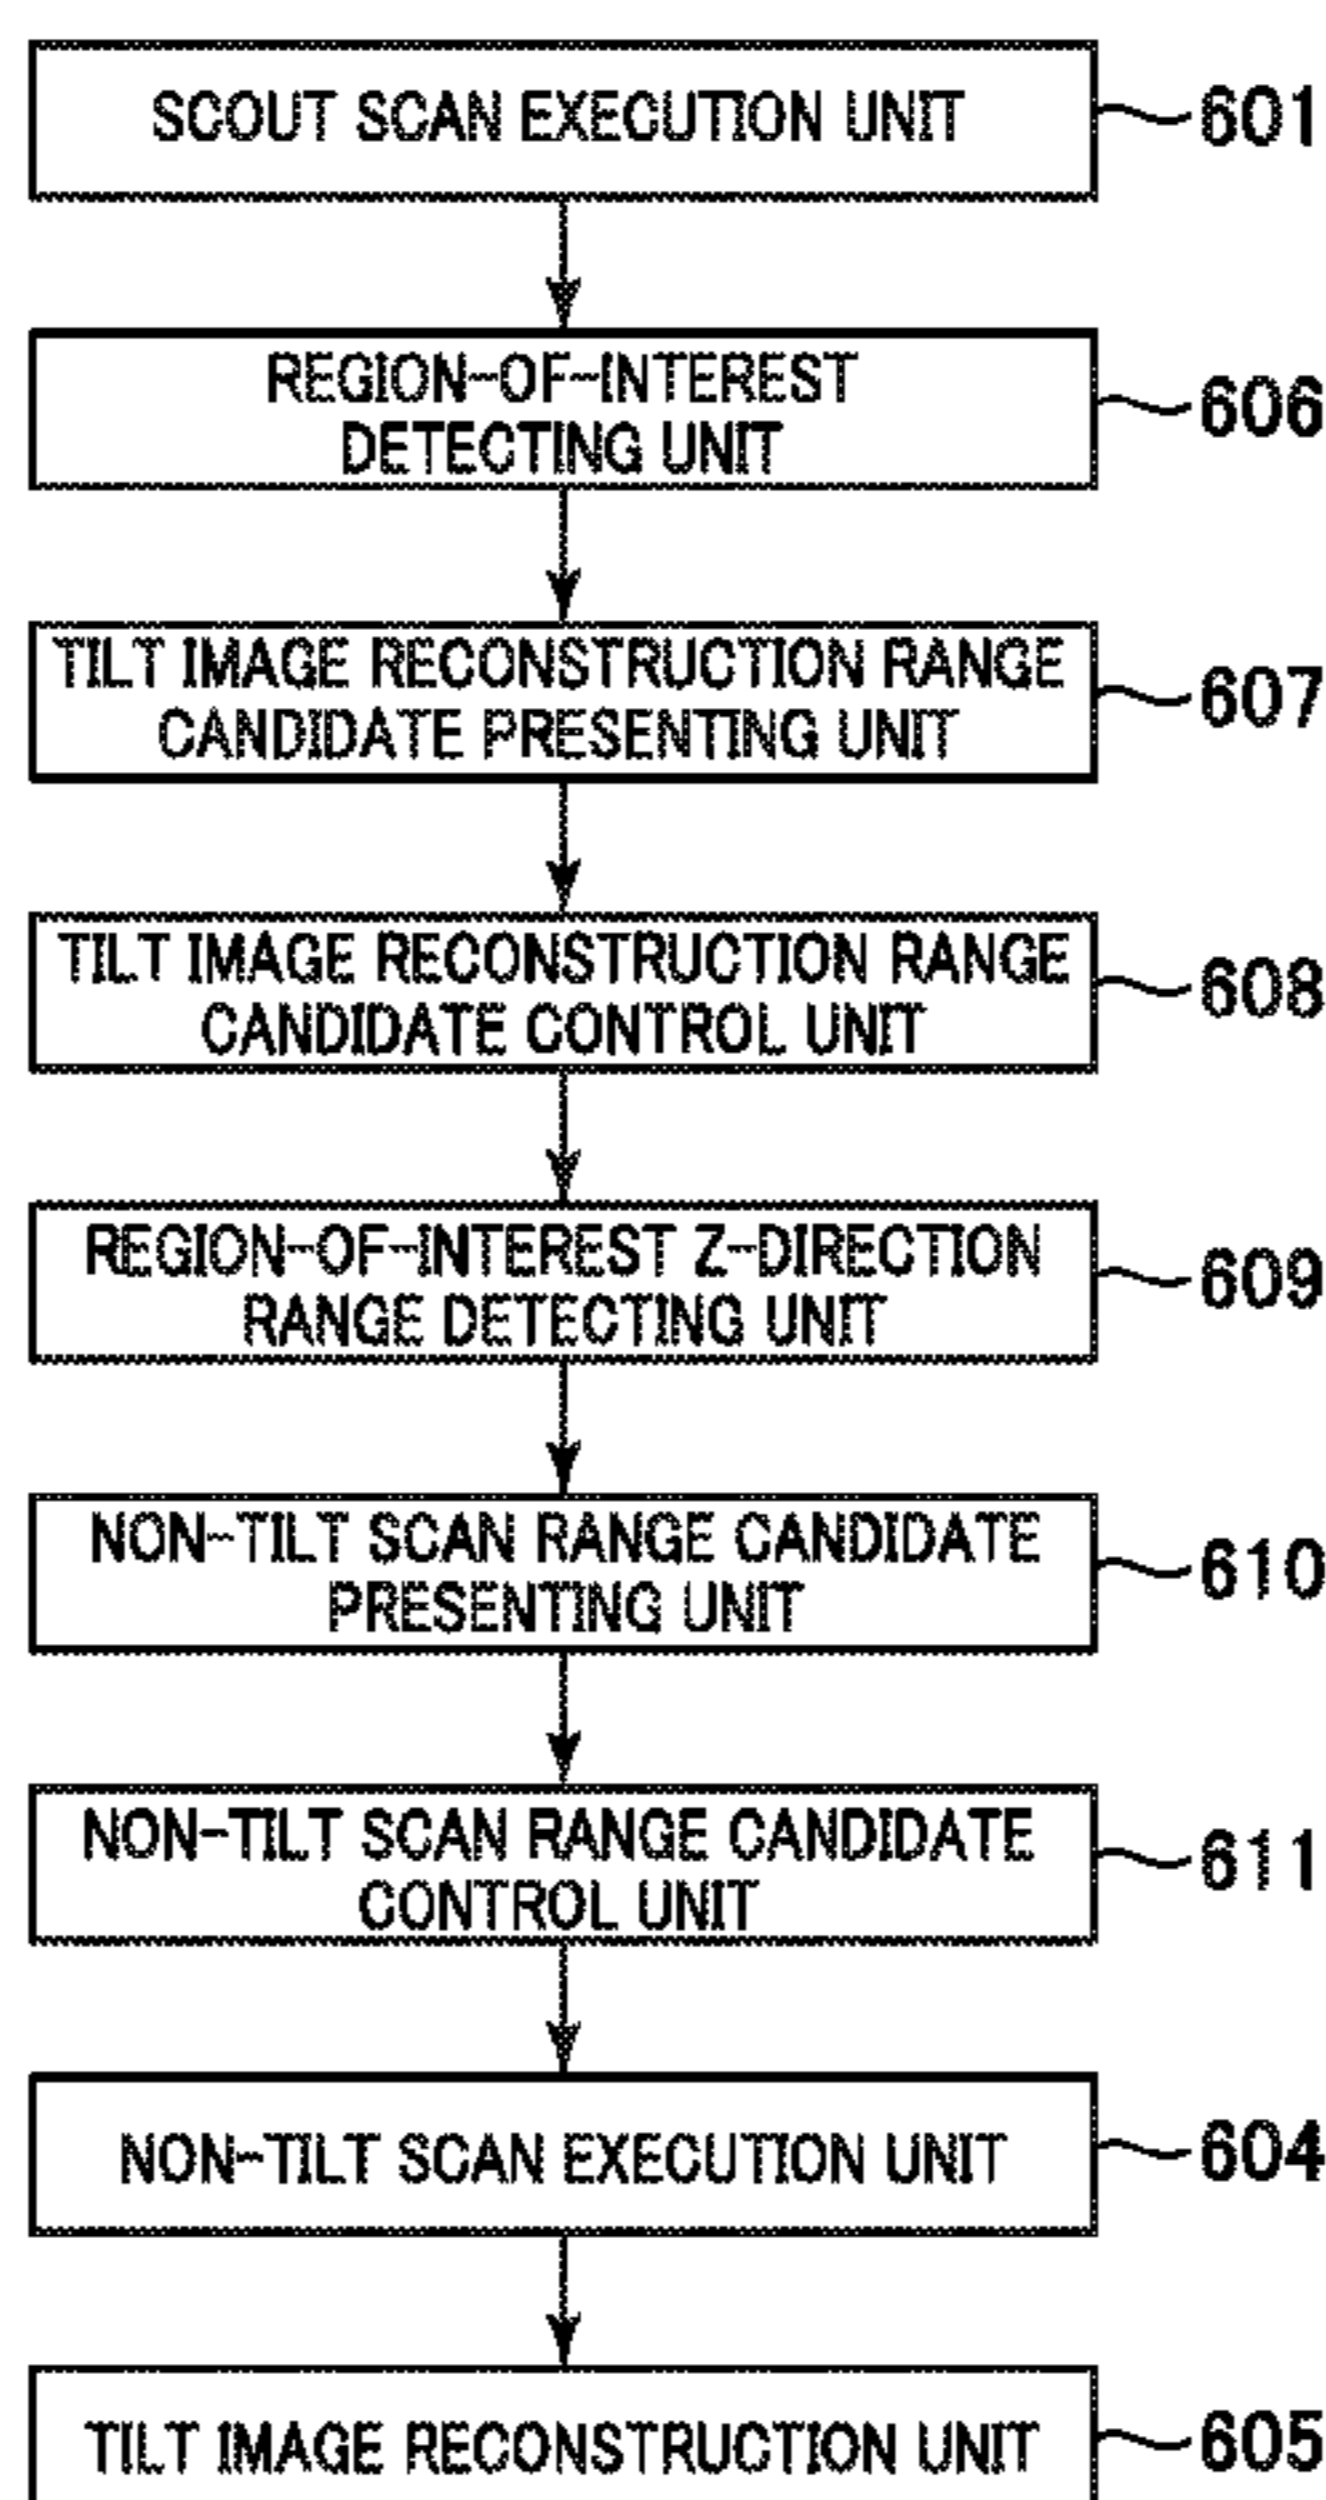 SCOUT SCAN EXECUTION UNIT
601
REGION-OF-INTEREST
DETECTING UNIT
606
TILT IMAGE RECONSTRUCTION RANGE
CANDIDATE PRESENTING UNIT
607
TILT IMAGE RECONSTRUCTION RANGE
CANDIDATE CONTROL UNIT
608
REGION-OF-INTEREST Z-DIRECTION
RANGE DETECTING UNIT
609
NON-TILT SCAN RANGE CANDIDATE
PRESENTING UNIT
610
NON-TILT SCAN RANGE CANDIDATE
CONTROL UNIT
611
NON-TILT SCAN EXECUTION UNIT
604
TILT IMAGE RECONSTRUCTION UNIT
605